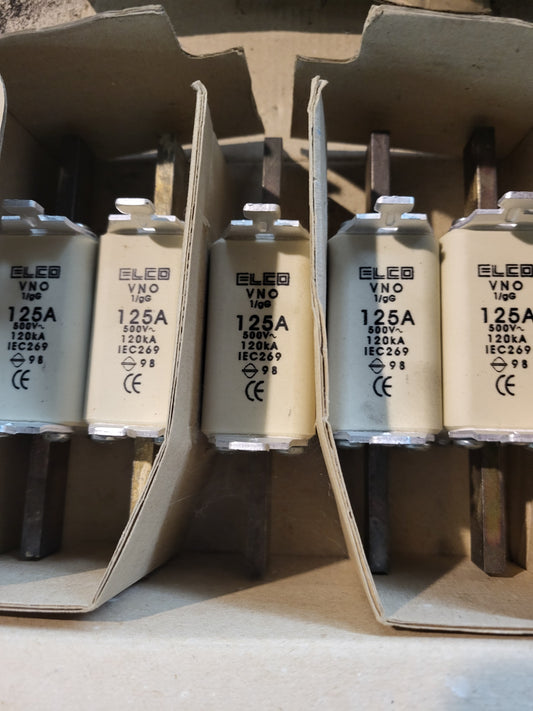 ELCO
VNO
1/gG
125A
500V~
120kA
IEC269
98
CE
ELCO
VNO
1/gG
125A
500V~
120kA
IEC269
98
CE
ELCO
VNO
1/gG
125A
500V~
120kA
IEC269
98
CE
ELCO
VNO
1/gG
125A
500V~
120kA
IEC269
98
CE
ELCO
VNO
1/gG
125A
500V~
120kA
IEC269
98
CE